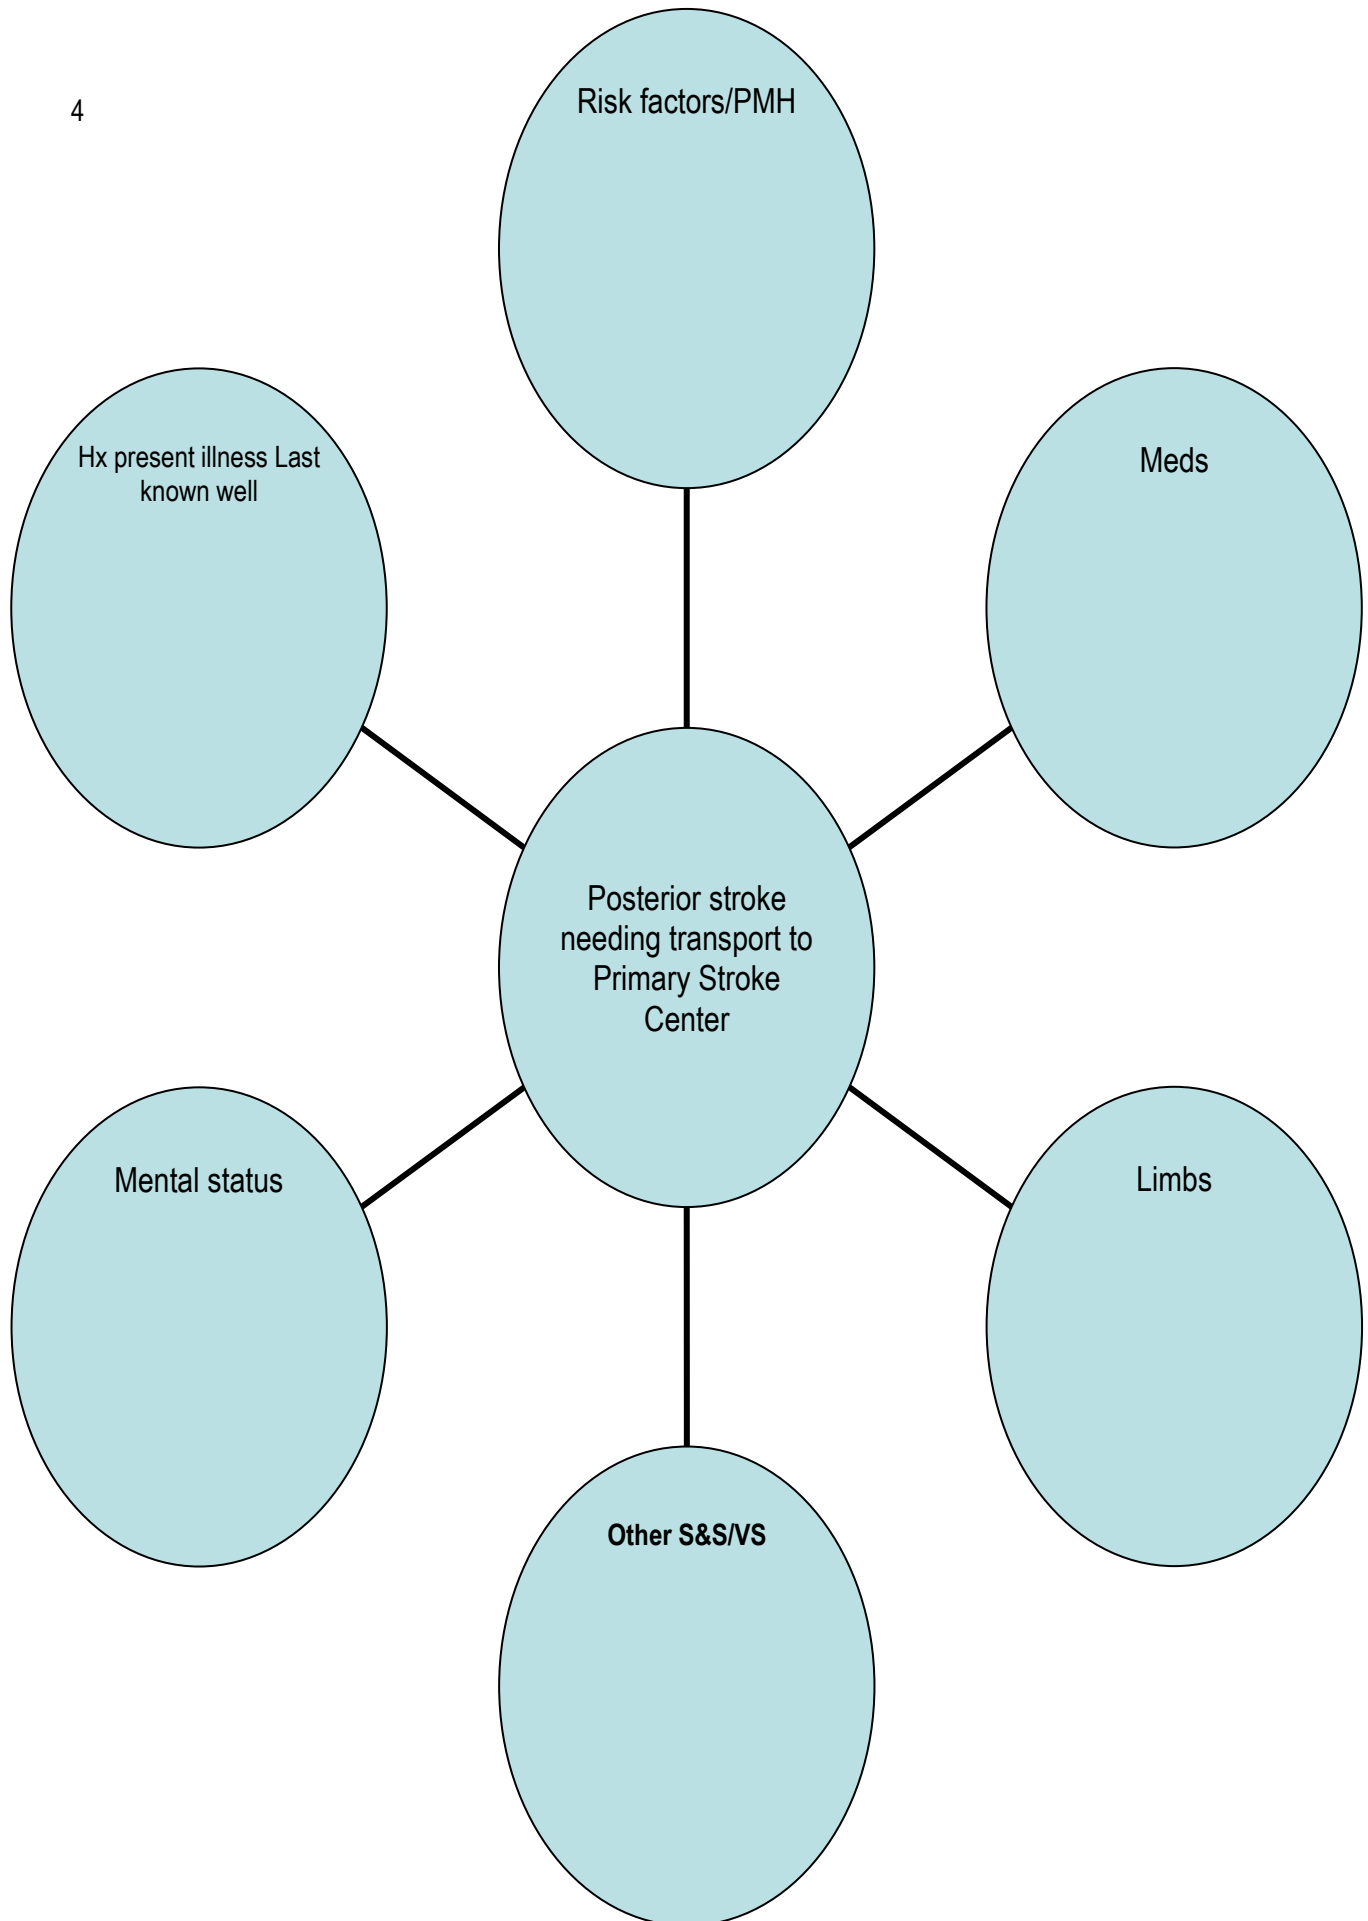 4
Risk factors/PMH
Hx present illness Last
known well
Meds
Posterior stroke
needing transport to
Primary Stroke
Center
Mental status
Limbs
Other S&S/VS